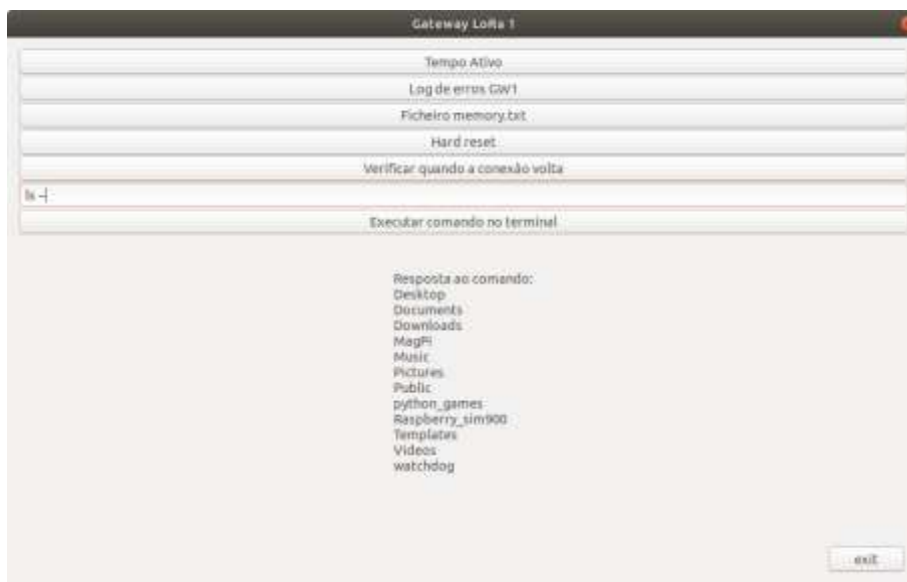 Gateway LoRa 1
Tempo Ativo
Log de erros GW1
Ficheiro memory.txt
Hard reset
Verificar quando a conexão volta
ls ~
Executar comando no terminal
Resposta ao comando:
Desktop
Documents
Downloads
MagPi
Music
Pictures
Public
python_games
Raspberry_sim900
Templates
Videos
watchdog
exit